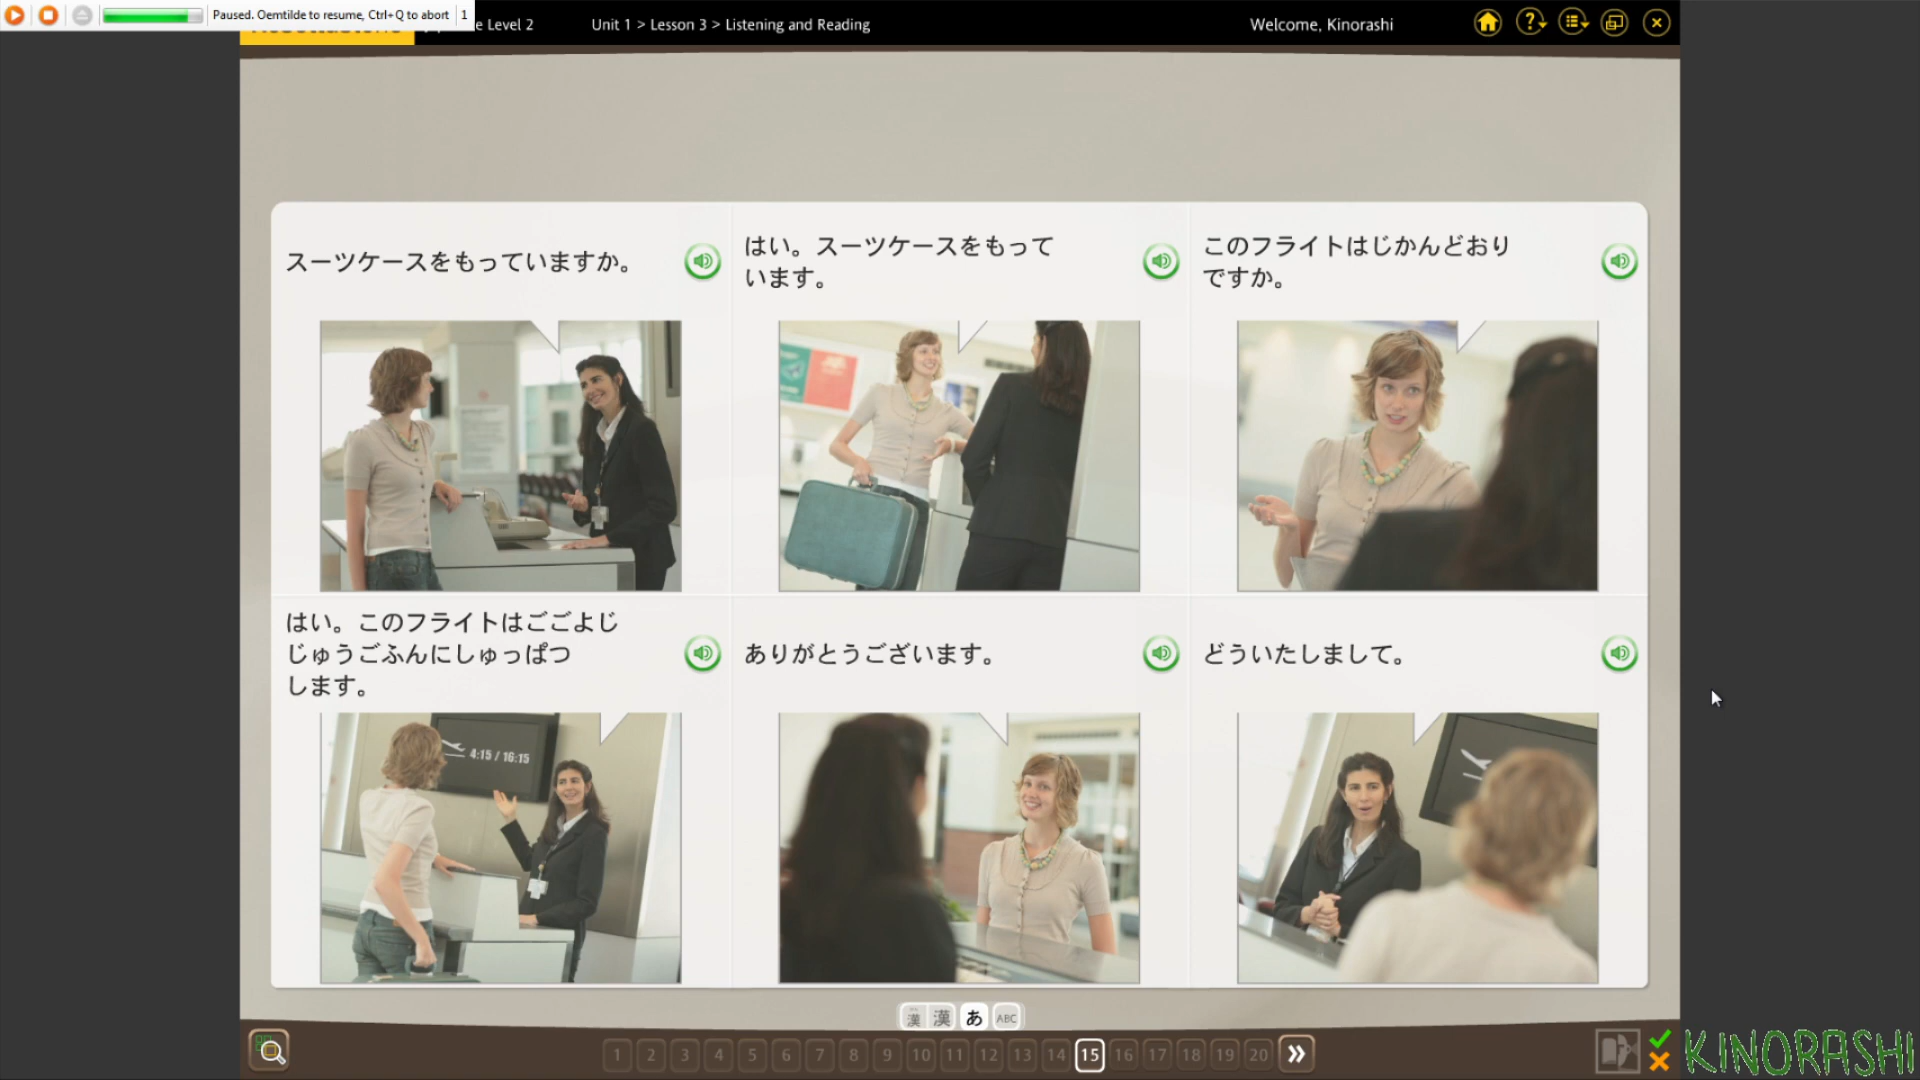 Paused. Oemtilde to resume, Ctrl+Q to abort 1
e Level 2
Unit 1 > Lesson 3 > Listening and Reading
Welcome, Kinorashi
スーツケースをもっていますか。
はい。スーツケースをもって
います。
このフライトはじかんどおり
ですか。
はい。このフライトはごごよじ
じゅうごふんにしゅっぱつ
します。
ありがとうございます。
どういたしまして。
4:15 / 16:15
漢 漢 あ ABC
1 2 3 4 5 6 7 8 9 10 11 12 13 14 15 16 17 18 19 20 »
KINORASHI